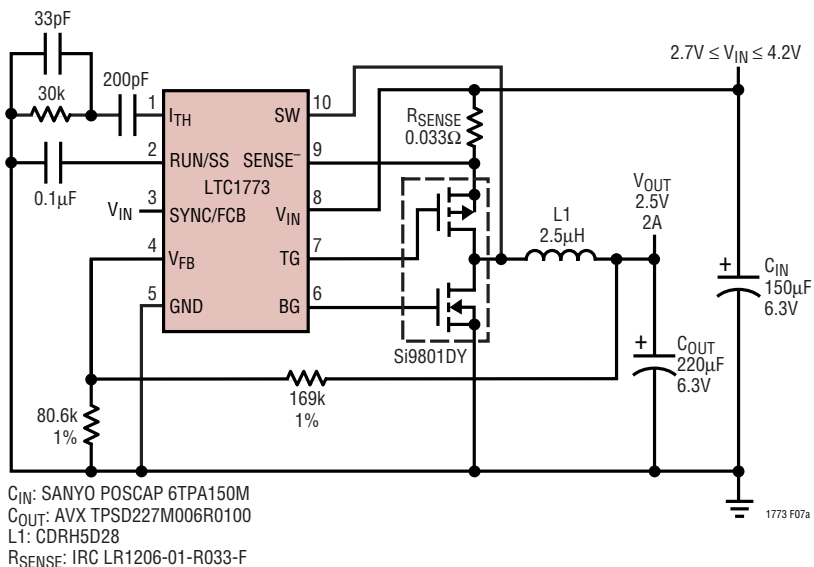 33pF
30k
200pF
0.1µF
V_IN
1
2
3
4
5
I_TH
RUN/SS
SYNC/FCB
V_FB
GND
LTC1773
SW
SENSE⁻
V_IN
TG
BG
10
9
8
7
6
R_SENSE
0.033Ω
Si9801DY
L1
2.5µH
V_OUT
2.5V
2A
2.7V ≤ V_IN ≤ 4.2V
+
C_IN
150µF
6.3V
+
C_OUT
220µF
6.3V
80.6k
1%
169k
1%
C_IN: SANYO POSCAP 6TPA150M
C_OUT: AVX TPSD227M006R0100
L1: CDRH5D28
R_SENSE: IRC LR1206-01-R033-F
1773 F07a